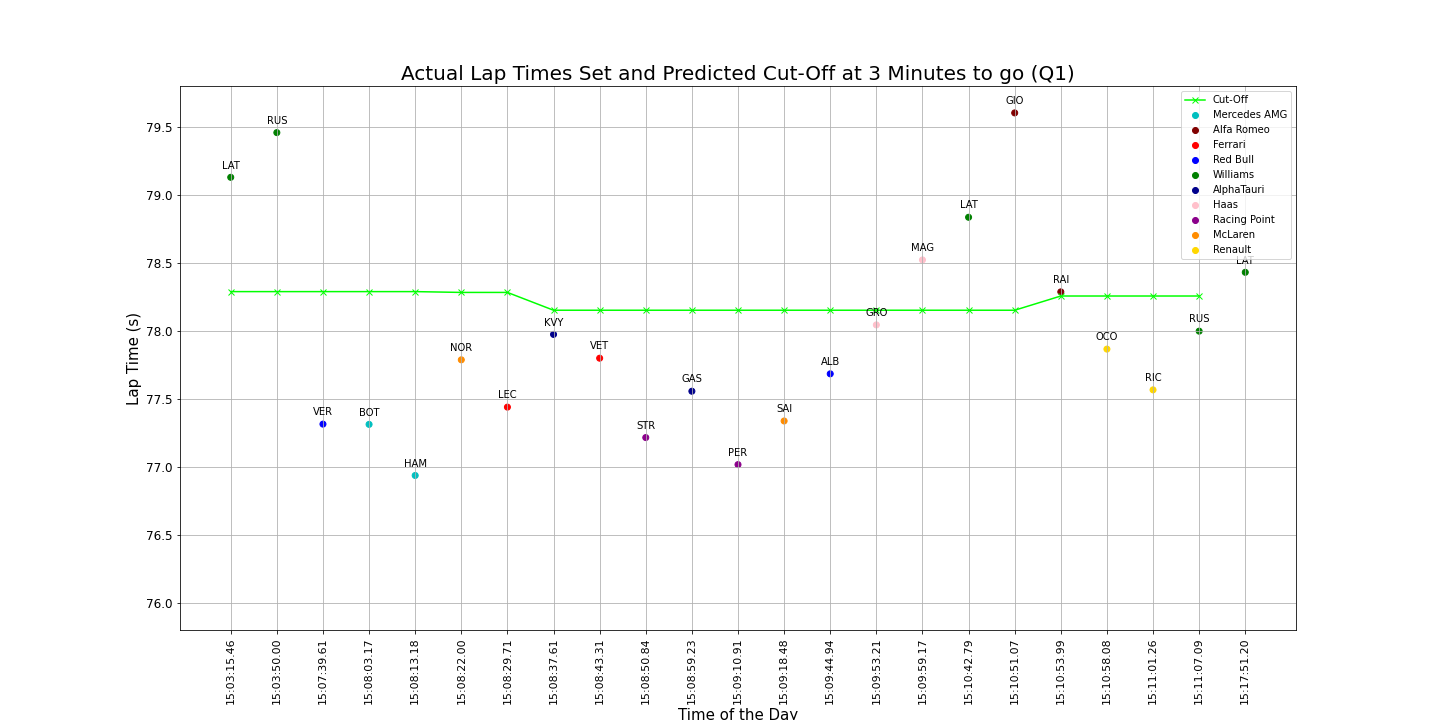 Actual Lap Times Set and Predicted Cut-Off at 3 Minutes to go (Q1)
Lap Time (s)
79.5
79.0
78.5
78.0
77.5
77.0
76.5
76.0
LAT
RUS
VER
BOT
HAM
NOR
LEC
KVY
VET
STR
GAS
PER
SAI
ALB
GRO
MAG
LAT
GIO
RAI
OCO
RIC
RUS
LAT
Cut-Off
Mercedes AMG
Alfa Romeo
Ferrari
Red Bull
Williams
AlphaTauri
Haas
Racing Point
McLaren
Renault
15:03:15.46
15:03:50.00
15:07:39.61
15:08:03.17
15:08:13.18
15:08:22.00
15:08:29.71
15:08:37.61
15:08:43.31
15:08:50.84
15:08:59.23
15:09:10.91
15:09:18.48
15:09:44.94
15:09:53.21
15:09:59.17
15:10:42.79
15:10:51.07
15:10:53.99
15:10:58.08
15:11:01.26
15:11:07.09
15:17:51.20
Time of the Day